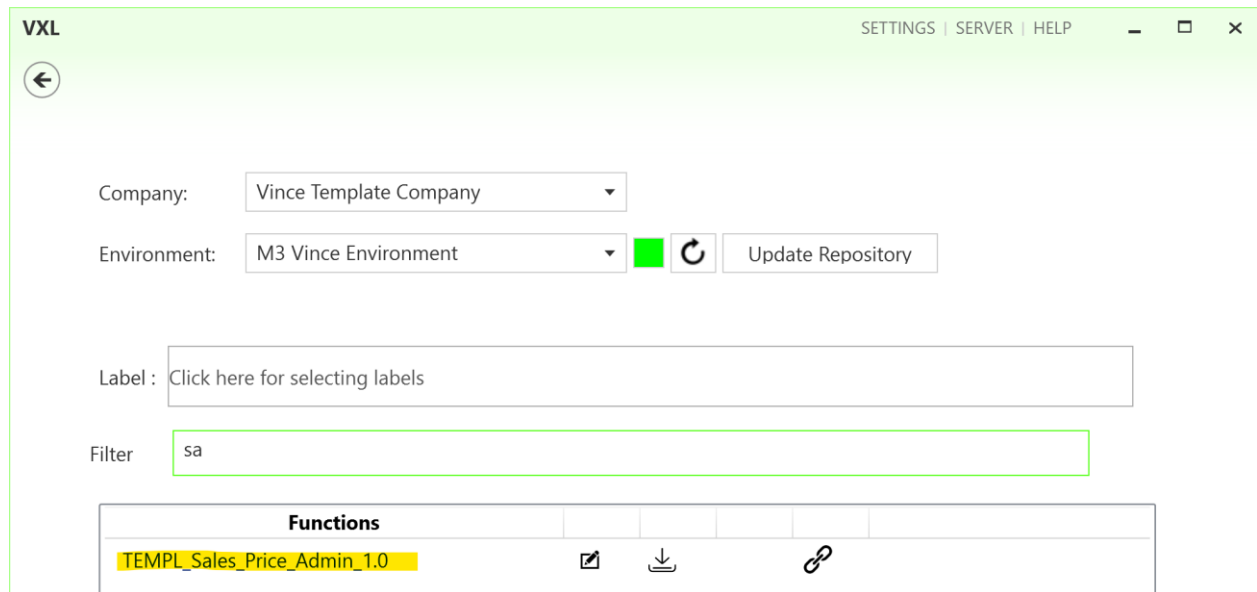 VXL SETTINGS | SERVER | HELP
Company: Vince Template Company
Environment: M3 Vince Environment Update Repository
Label : Click here for selecting labels
Filter sa
Functions
TEMPL_Sales_Price_Admin_1.0